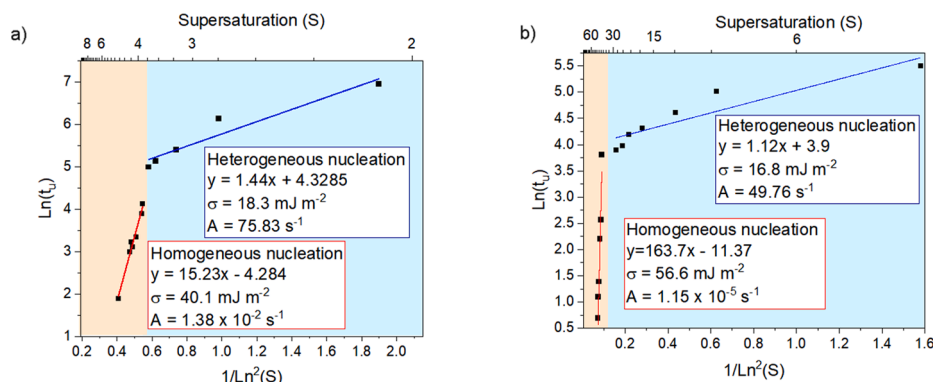 a)
Supersaturation (S)
8 6 4 3 2
Ln(tu)
7
6
5
4
3
2
1
Heterogeneous nucleation
y = 1.44x + 4.3285
σ = 18.3 mJ m-2
A = 75.83 s-1
Homogeneous nucleation
y = 15.23x - 4.284
σ = 40.1 mJ m-2
A = 1.38 x 10-2 s-1
0.2 0.4 0.6 0.8 1.0 1.2 1.4 1.6 1.8 2.0
1/Ln2(S)
b)
Supersaturation (S)
60 30 15 6
Ln(tu)
5.5
5.0
4.5
4.0
3.5
3.0
2.5
2.0
1.5
1.0
0.5
Heterogeneous nucleation
y = 1.12x + 3.9
σ = 16.8 mJ m-2
A = 49.76 s-1
Homogeneous nucleation
y=163.7x - 11.37
σ = 56.6 mJ m-2
A = 1.15 x 10-5 s-1
0.2 0.4 0.6 0.8 1.0 1.2 1.4 1.6
1/Ln2(S)